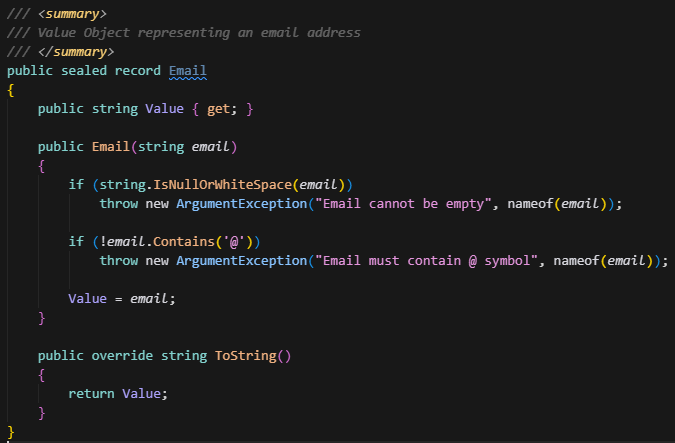 /// <summary>
/// Value Object representing an email address
/// </summary>
public sealed record Email
{
    public string Value { get; }

    public Email(string email)
    {
        if (string.IsNullOrWhiteSpace(email))
            throw new ArgumentException("Email cannot be empty", nameof(email));

        if (!email.Contains('@'))
            throw new ArgumentException("Email must contain @ symbol", nameof(email));

        Value = email;
    }

    public override string ToString()
    {
        return Value;
    }
}